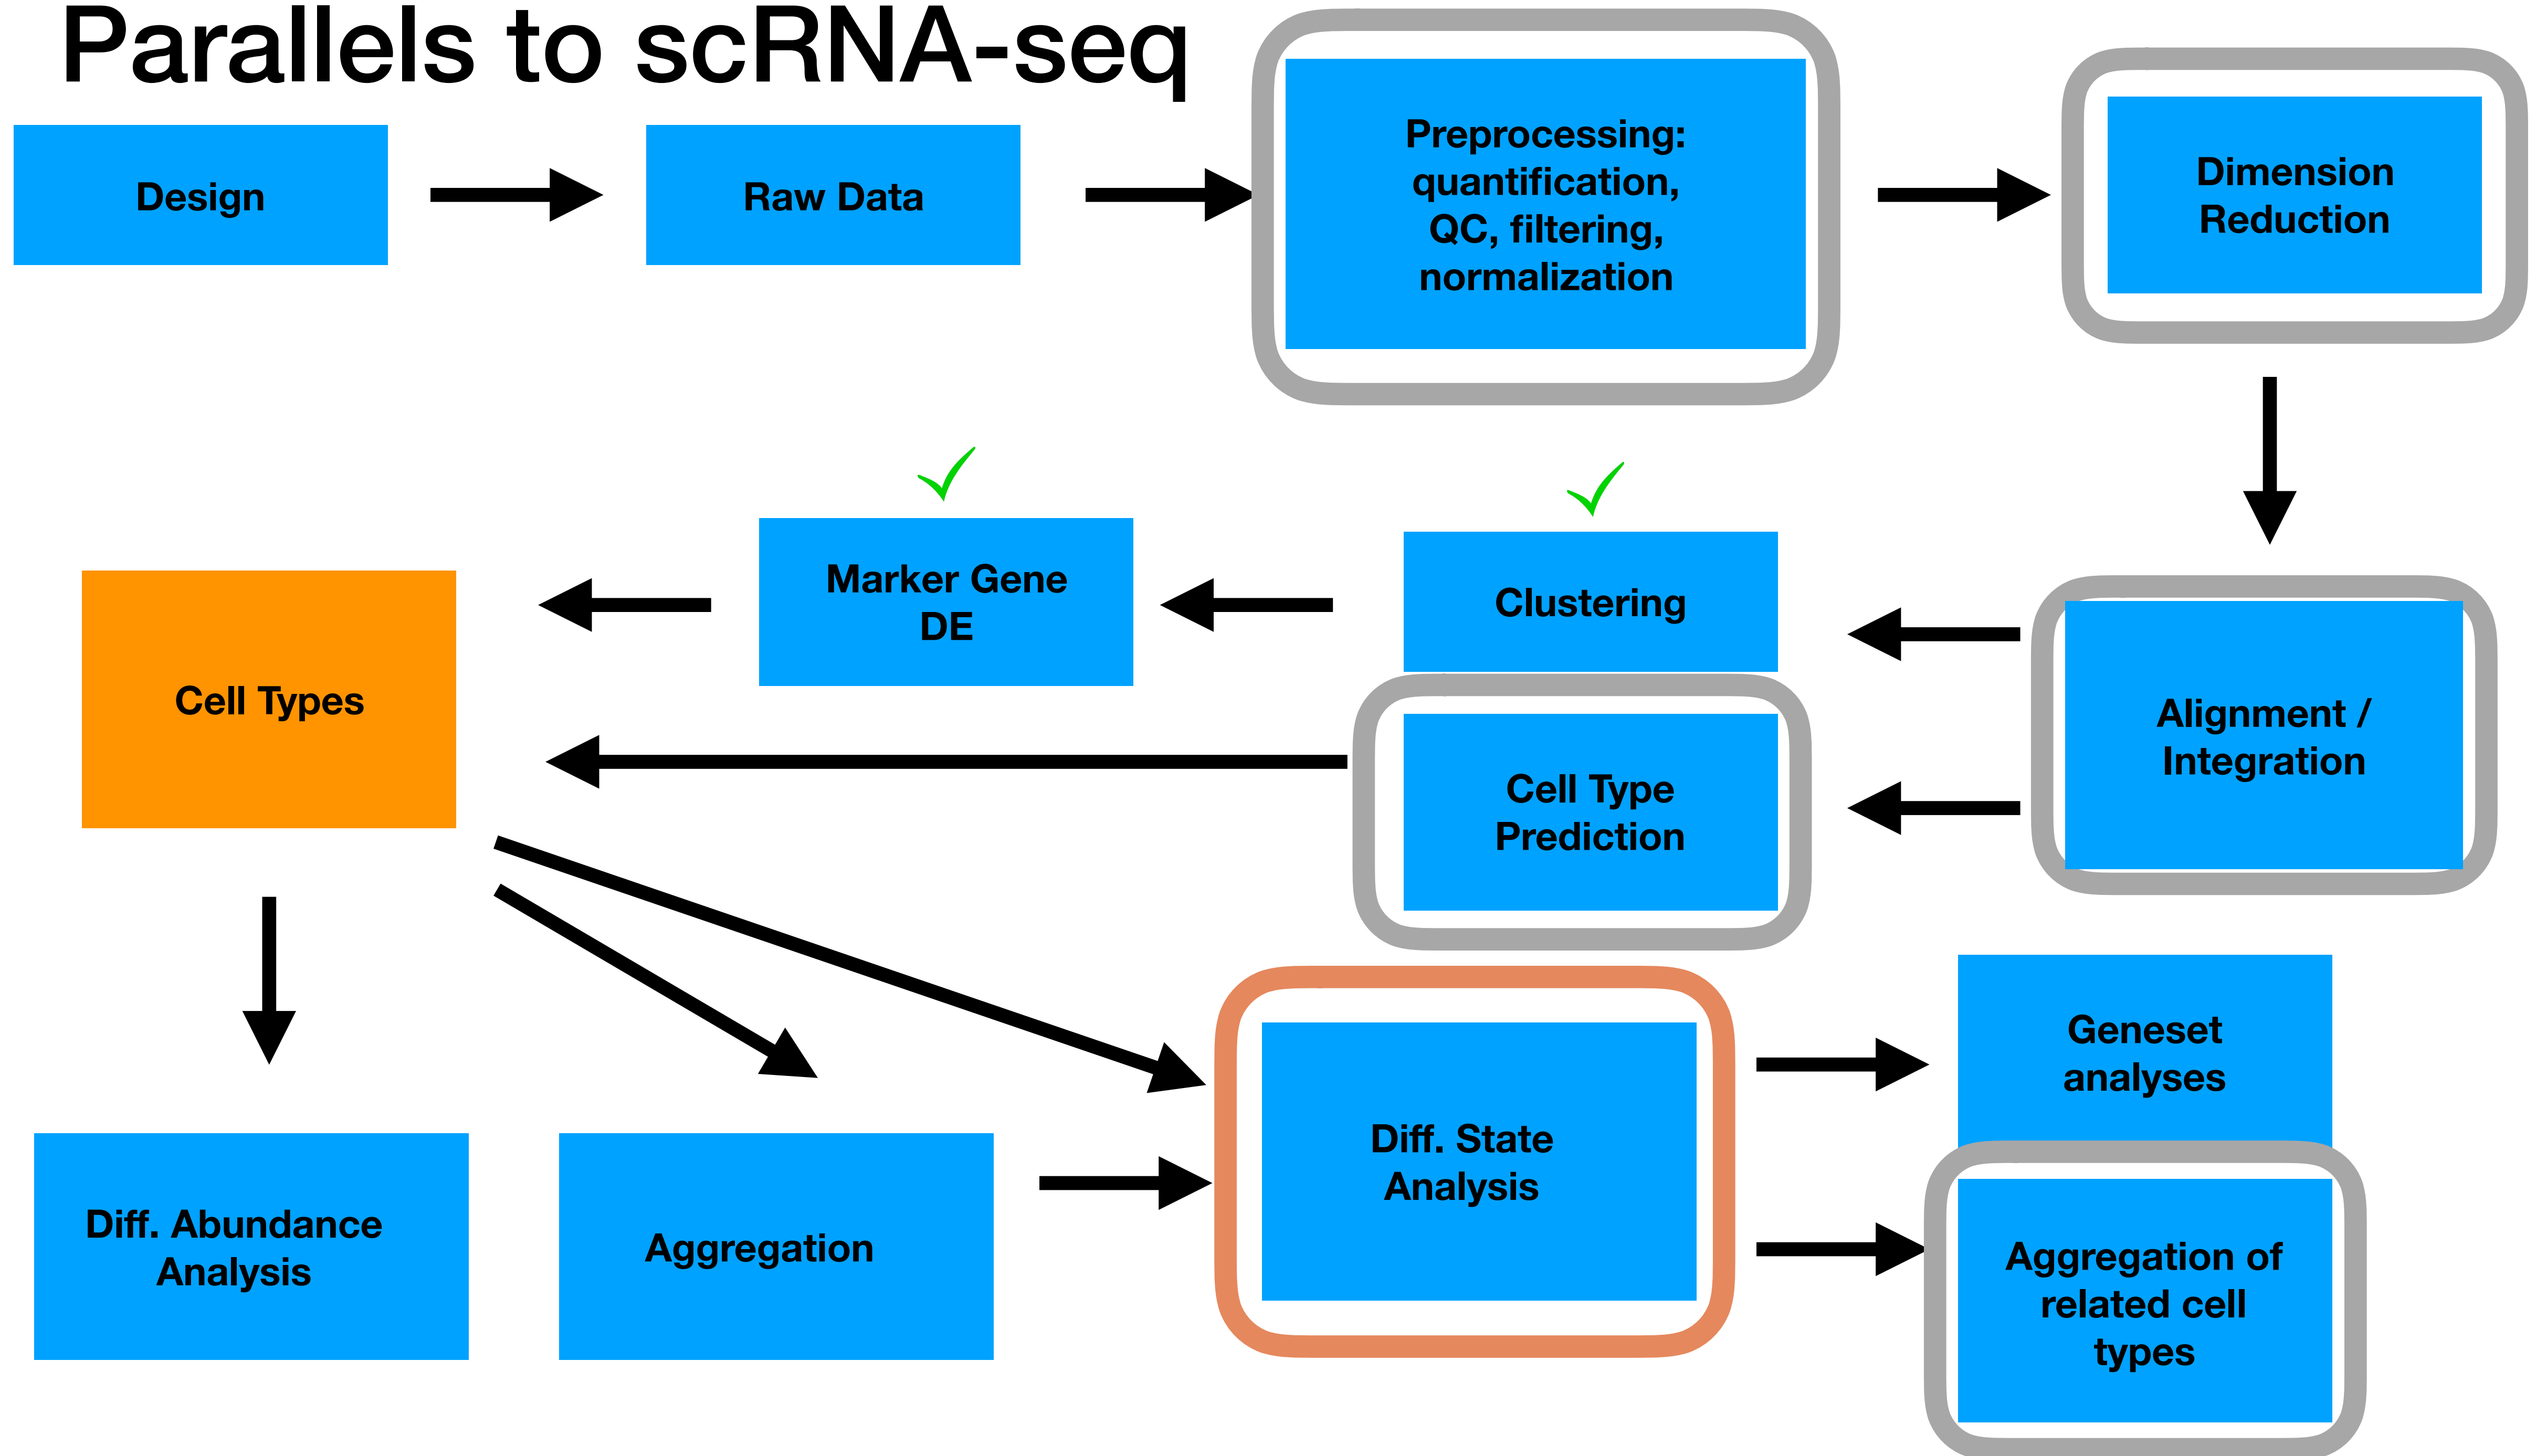 Parallels to scRNA-seq
Design
Raw Data
Preprocessing:
quantification,
QC, filtering,
normalization
Dimension
Reduction
Alignment /
Integration
Clustering
Marker Gene
DE
Cell Type
Prediction
Cell Types
Diff. Abundance
Analysis
Aggregation
Diff. State
Analysis
Geneset
analyses
Aggregation of
related cell
types